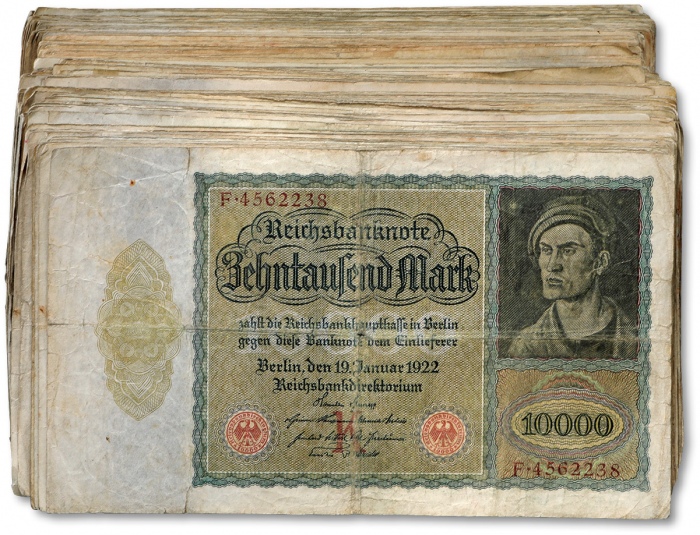 F·4562238
Reichsbanknote
Zehntausend Mark
zahlt die Reichsbankhauptkasse in Berlin
gegen diese Banknote dem Einlieferer
Berlin, den 19. Januar 1922
Reichsbankdirektorium
10000
F·4562238